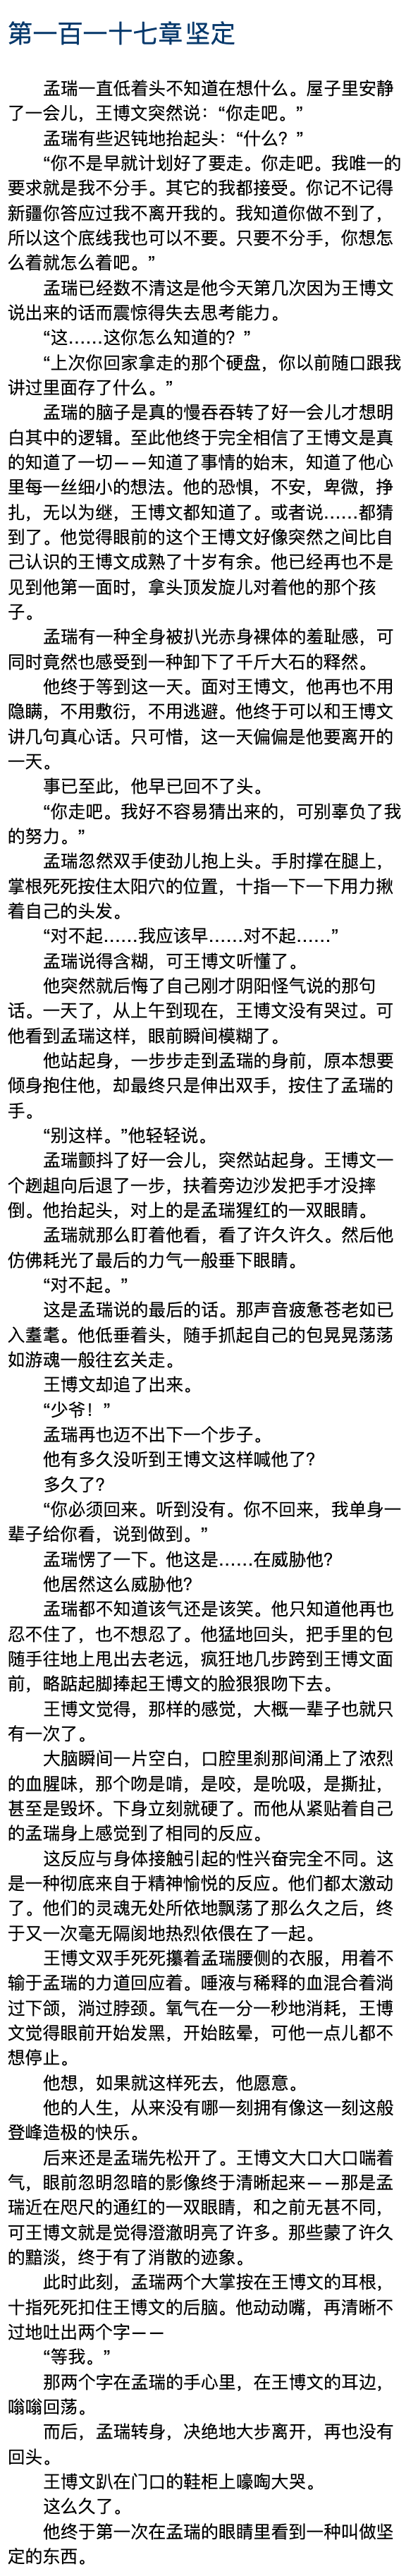 第一百一十七章 坚定
孟瑞一直低着头不知道在想什么。屋子里安静
了一会儿，王博文突然说：“你走吧。”
孟瑞有些迟钝地抬起头：“什么？”
“你不是早就计划好了要走。你走吧。我唯一的
要求就是我不分手。其它的我都接受。你记不记得
新疆你答应过我不离开我的。我知道你做不到了，
所以这个底线我也可以不要。只要不分手，你想怎
么着就怎么着吧。”
孟瑞已经数不清这是他今天第几次因为王博文
说出来的话而震惊得失去思考能力。
“这……这你怎么知道的？”
“上次你回家拿走的那个硬盘，你以前随口跟我
讲过里面存了什么。”
孟瑞的脑子是真的慢吞吞转了好一会儿才想明
白其中的逻辑。至此他终于完全相信了王博文是真
的知道了一切——知道了事情的始末，知道了他心
里每一丝细小的想法。他的恐惧，不安，卑微，挣
扎，无以为继，王博文都知道了。或者说……都猜
到了。他觉得眼前的这个王博文好像突然之间比自
己认识的王博文成熟了十岁有余。他已经再也不是
见到他第一面时，拿头顶发旋儿对着他的那个孩
子。
孟瑞有一种全身被扒光赤身裸体的羞耻感，可
同时竟然也感受到一种卸下了千斤大石的释然。
他终于等到这一天。面对王博文，他再也不用
隐瞒，不用敷衍，不用逃避。他终于可以和王博文
讲几句真心话。只可惜，这一天偏偏是他要离开的
一天。
事已至此，他早已回不了头。
“你走吧。我好不容易猜出来的，可别辜负了我
的努力。”
孟瑞忽然双手使劲儿抱上头。手肘撑在腿上，
掌根死死按住太阳穴的位置，十指一下一下用力揪
着自己的头发。
“对不起……我应该早……对不起……”
孟瑞说得含糊，可王博文听懂了。
他突然就后悔了自己刚才阴阳怪气说的那句
话。一天了，从上午到现在，王博文没有哭过。可
他看到孟瑞这样，眼前瞬间模糊了。
他站起身，一步步走到孟瑞的身前，原本想要
倾身抱住他，却最终只是伸出双手，按住了孟瑞的
手。
“别这样。”他轻轻说。
孟瑞颤抖了好一会儿，突然站起身。王博文一
个趔趄向后退了一步，扶着旁边沙发把手才没摔
倒。他抬起头，对上的是孟瑞猩红的一双眼睛。
孟瑞就那么盯着他看，看了许久许久。然后他
仿佛耗光了最后的力气一般垂下眼睛。
“对不起。”
这是孟瑞说的最后的话。那声音疲惫苍老如已
入耋耄。他低垂着头，随手抓起自己的包晃晃荡荡
如游魂一般往玄关走。
王博文却追了出来。
“少爷！”
孟瑞再也迈不出下一个步子。
他有多久没听到王博文这样喊他了？
多久了？
“你必须回来。听到没有。你不回来，我单身一
辈子给你看，说到做到。”
孟瑞愣了一下。他这是……在威胁他？
他居然这么威胁他？
孟瑞都不知道该气还是该笑。他只知道他再也
忍不住了，也不想忍了。他猛地回头，把手里的包
随手往地上甩出去老远，疯狂地几步跨到王博文面
前，略踮起脚捧起王博文的脸狠狠吻下去。
王博文觉得，那样的感觉，大概一辈子也就只
有一次了。
大脑瞬间一片空白，口腔里刹那间涌上了浓烈
的血腥味，那个吻是啃，是咬，是吮吸，是撕扯，
甚至是毁坏。下身立刻就硬了。而他从紧贴着自己
的孟瑞身上感觉到了相同的反应。
这反应与身体接触引起的性兴奋完全不同。这
是一种彻底来自于精神愉悦的反应。他们都太激动
了。他们的灵魂无处所依地飘荡了那么久之后，终
于又一次毫无隔阂地热烈依偎在了一起。
王博文双手死死攥着孟瑞腰侧的衣服，用着不
输于孟瑞的力道回应着。唾液与稀释的血混合着淌
过下颌，淌过脖颈。氧气在一分一秒地消耗，王博
文觉得眼前开始发黑，开始眩晕，可他一点儿都不
想停止。
他想，如果就这样死去，他愿意。
他的人生，从来没有哪一刻拥有像这一刻这般
登峰造极的快乐。
后来还是孟瑞先松开了。王博文大口大口喘着
气，眼前忽明忽暗的影像终于清晰起来——那是孟
瑞近在咫尺的通红的一双眼睛，和之前无甚不同，
可王博文就是觉得澄澈明亮了许多。那些蒙了许久
的黯淡，终于有了消散的迹象。
此时此刻，孟瑞两个大掌按在王博文的耳根，
十指死死扣住王博文的后脑。他动动嘴，再清晰不
过地吐出两个字——
“等我。”
那两个字在孟瑞的手心里，在王博文的耳边，
嗡嗡回荡。
而后，孟瑞转身，决绝地大步离开，再也没有
回头。
王博文趴在门口的鞋柜上嚎啕大哭。
这么久了。
他终于第一次在孟瑞的眼睛里看到一种叫做坚
定的东西。